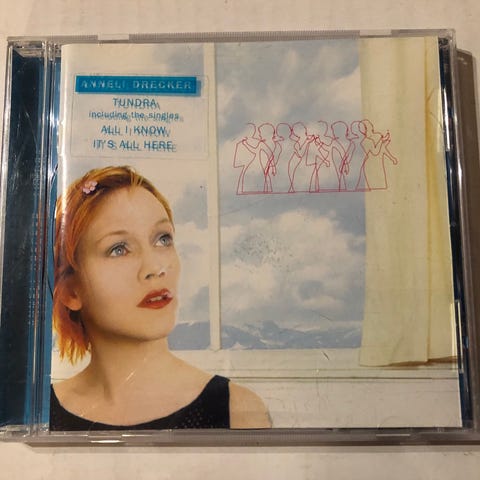 ANNELI DRECKER
TUNDRA
including the singles
ALL I KNOW
IT'S ALL HERE